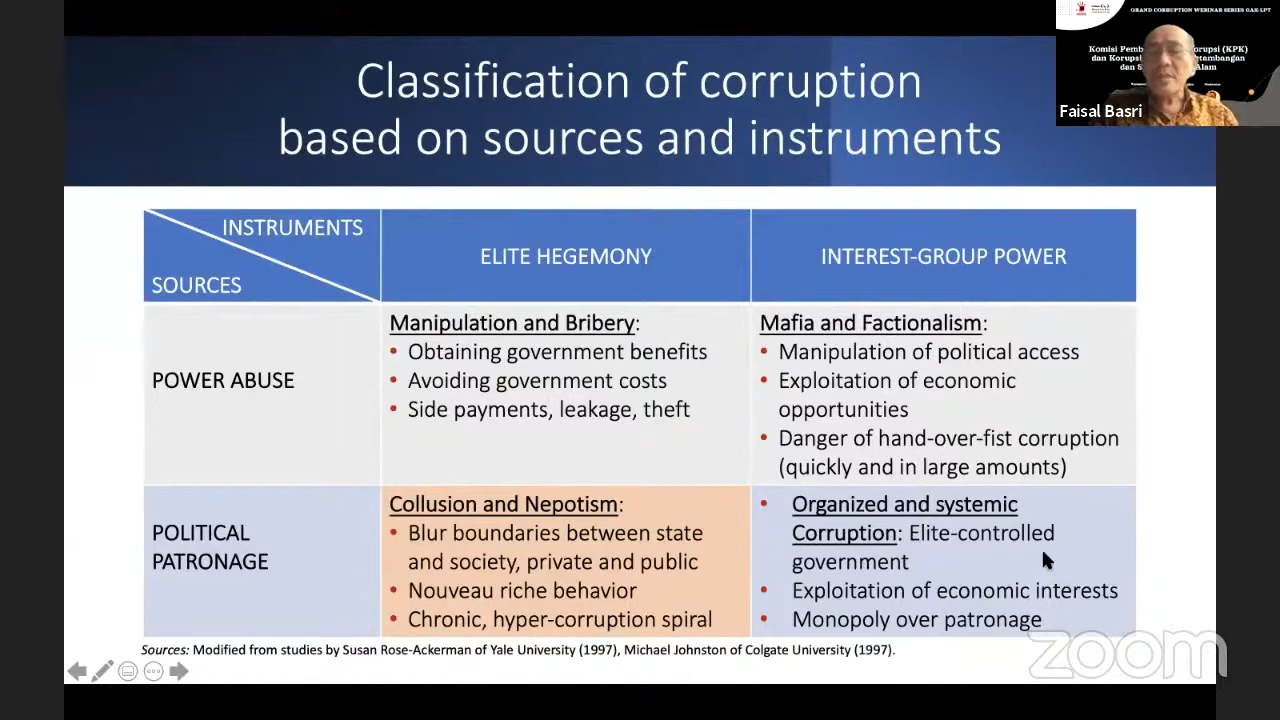 Classification of corruption
based on sources and instruments
GRAND CORRUPTION WEBINAR SERIES GAK-LPT
Komisi Pemb orupsi (KPK)
dan Korupsi tambangan
dan S Alam
Faisal Basri
INSTRUMENTS
SOURCES
ELITE HEGEMONY
INTEREST-GROUP POWER
POWER ABUSE
Manipulation and Bribery:
• Obtaining government benefits
• Avoiding government costs
• Side payments, leakage, theft
Mafia and Factionalism:
• Manipulation of political access
• Exploitation of economic
opportunities
• Danger of hand-over-fist corruption
(quickly and in large amounts)
POLITICAL
PATRONAGE
Collusion and Nepotism:
• Blur boundaries between state
and society, private and public
• Nouveau riche behavior
• Chronic, hyper-corruption spiral
• Organized and systemic
Corruption: Elite-controlled
government
• Exploitation of economic interests
• Monopoly over patronage
Sources: Modified from studies by Susan Rose-Ackerman of Yale University (1997), Michael Johnston of Colgate University (1997).
zoom